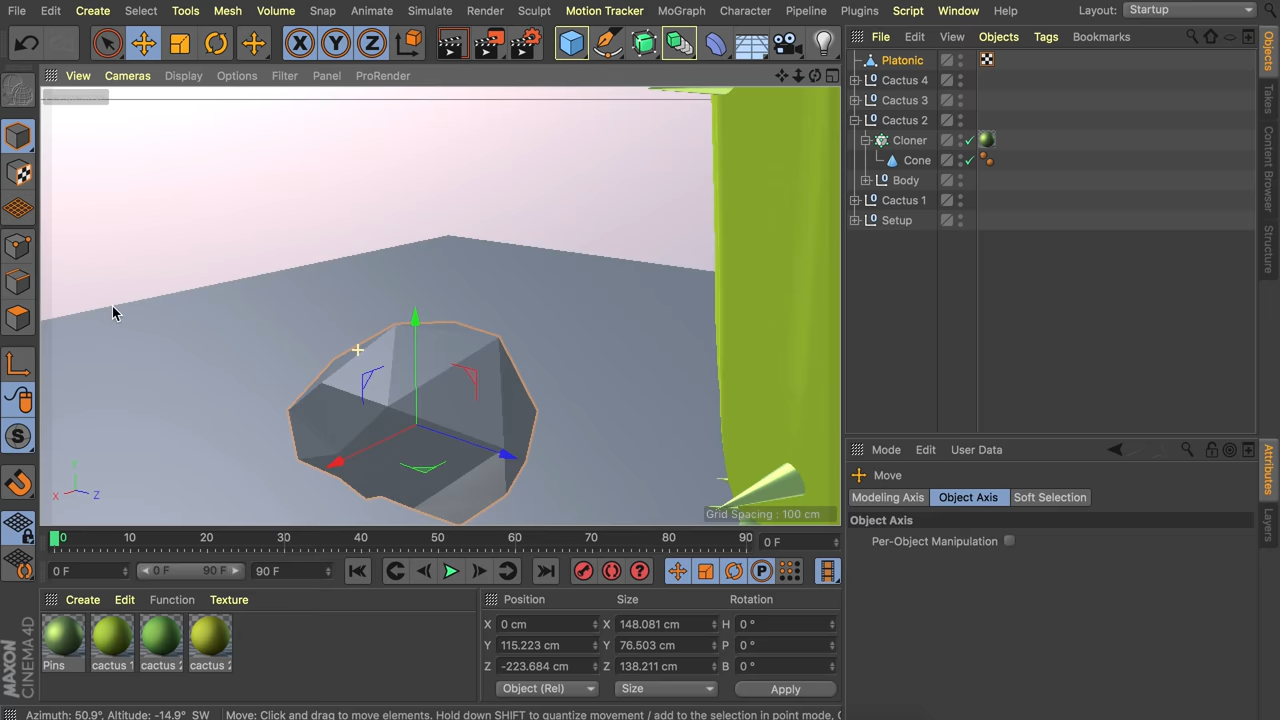 File Edit Create Select Tools Mesh Volume Snap Animate Simulate Render Sculpt Motion Tracker MoGraph Character Pipeline Plugins Script Window Help Layout: Startup
X Y Z
View Cameras Display Options Filter Panel ProRender
File Edit View Objects Tags Bookmarks
Platonic
Cactus 4
Cactus 3
Cactus 2
Cloner
Cone
Body
Cactus 1
Setup
Objects
Takes
Content Browser
Structure
Attributes
Layers
Mode Edit User Data
Move
Modeling Axis Object Axis Soft Selection
Object Axis
Per-Object Manipulation
Y
X Z
Grid Spacing : 100 cm
0 10 20 30 40 50 60 70 80 90 0 F
0 F 0 F 90 F 90 F
Create Edit Function Texture
Pins cactus 1 cactus 2 cactus 2
Position Size Rotation
X 0 cm X 148.081 cm H 0 °
Y 115.223 cm Y 76.503 cm P 0 °
Z -223.684 cm Z 138.211 cm B 0 °
Object (Rel) Size Apply
MAXON CINEMA 4D
Azimuth: 50.9°, Altitude: -14.9° SW Move: Click and drag to move elements. Hold down SHIFT to quantize movement / add to the selection in point mode,